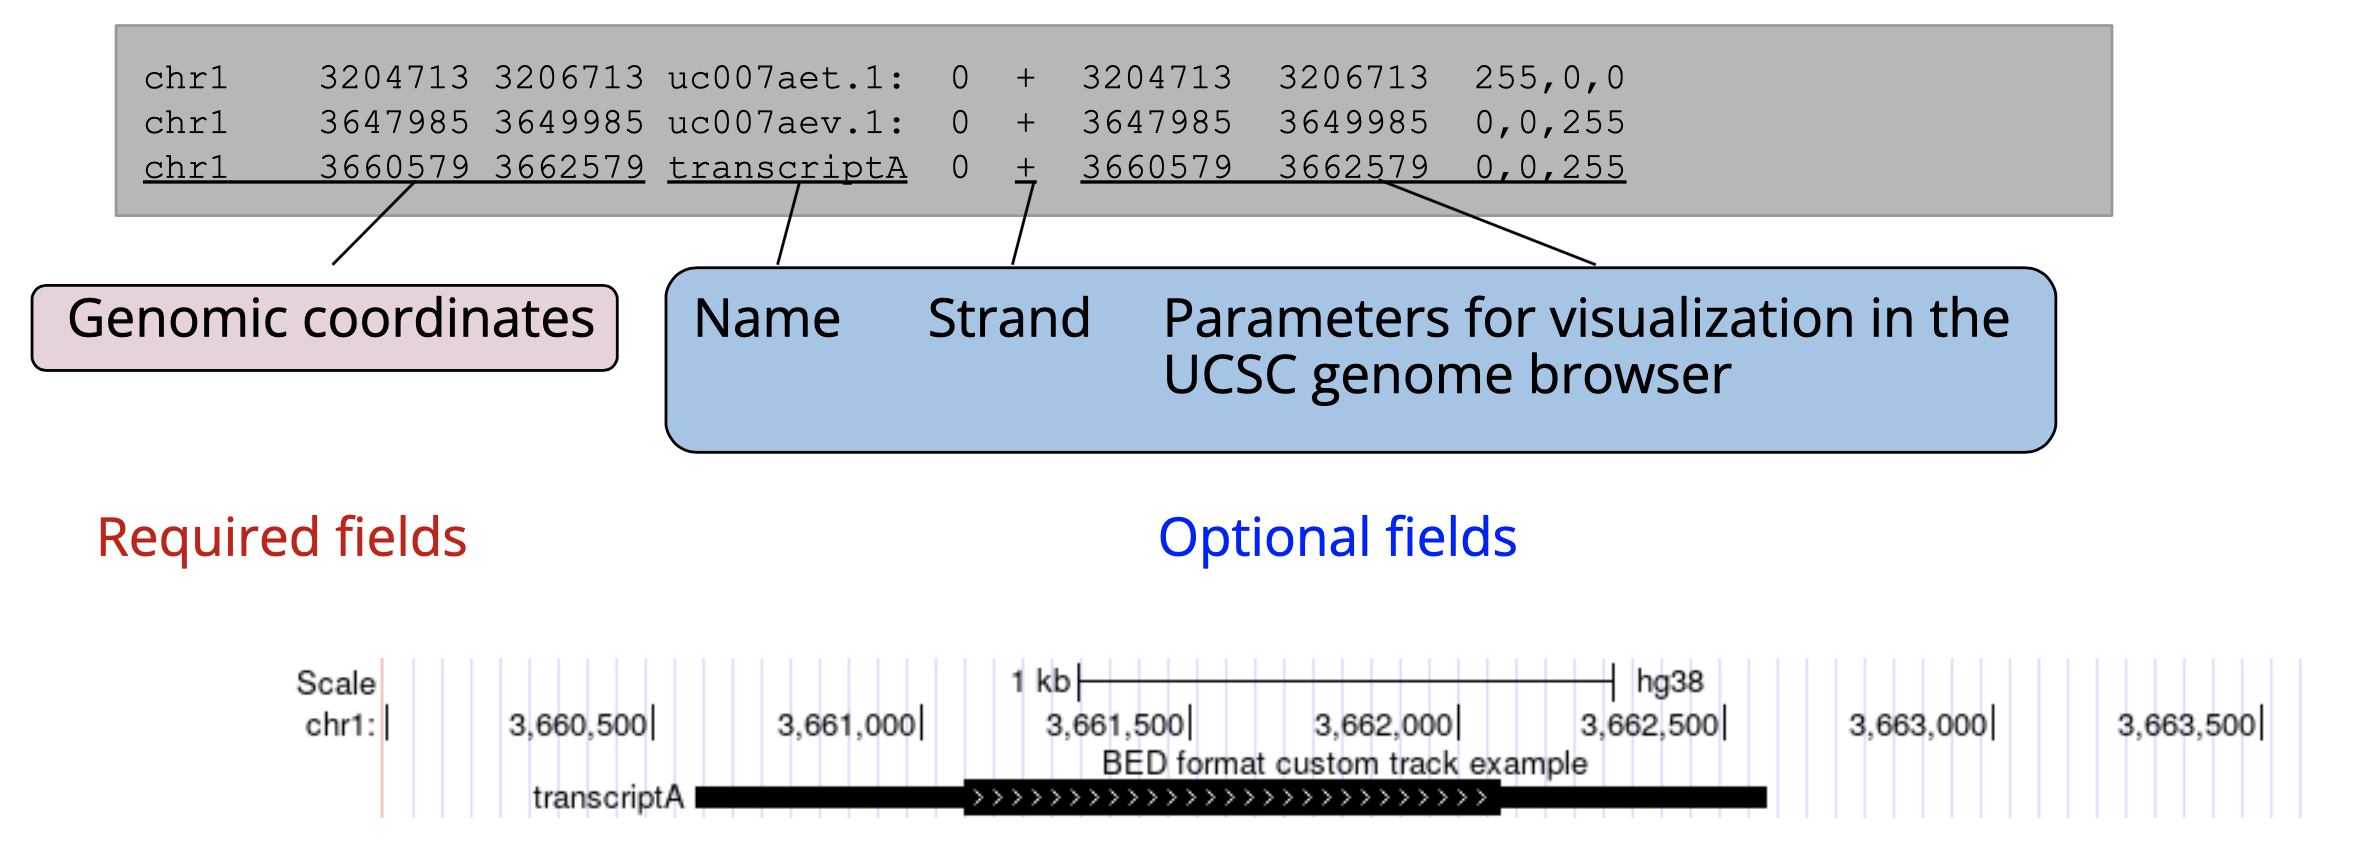 chr1 3204713 3206713 uc007aet.1: 0 + 3204713 3206713 255,0,0
chr1 3647985 3649985 uc007aev.1: 0 + 3647985 3649985 0,0,255
chr1 3660579 3662579 transcriptA 0 + 3660579 3662579 0,0,255
Genomic coordinates
Name Strand Parameters for visualization in the
UCSC genome browser
Required fields Optional fields
Scale 1 kb hg38
chr1: 3,660,500 3,661,000 3,661,500 3,662,000 3,662,500 3,663,000 3,663,500
BED format custom track example
transcriptA